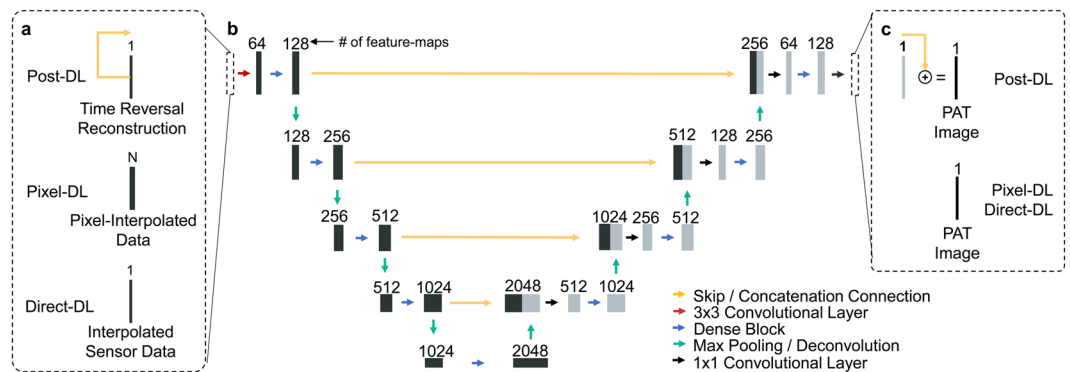 a
1
Post-DL
Time Reversal
Reconstruction
N
Pixel-DL
Pixel-Interpolated
Data
1
Direct-DL
Interpolated
Sensor Data
b
64 128 # of feature-maps 256 64 128
128 256 512 128 256
256 512 1024 256 512
512 1024 2048 512 1024
1024 2048
Skip / Concatenation Connection
3x3 Convolutional Layer
Dense Block
Max Pooling / Deconvolution
1x1 Convolutional Layer
c
1 1
+ =
Post-DL
PAT
Image
1
Pixel-DL
Direct-DL
PAT
Image